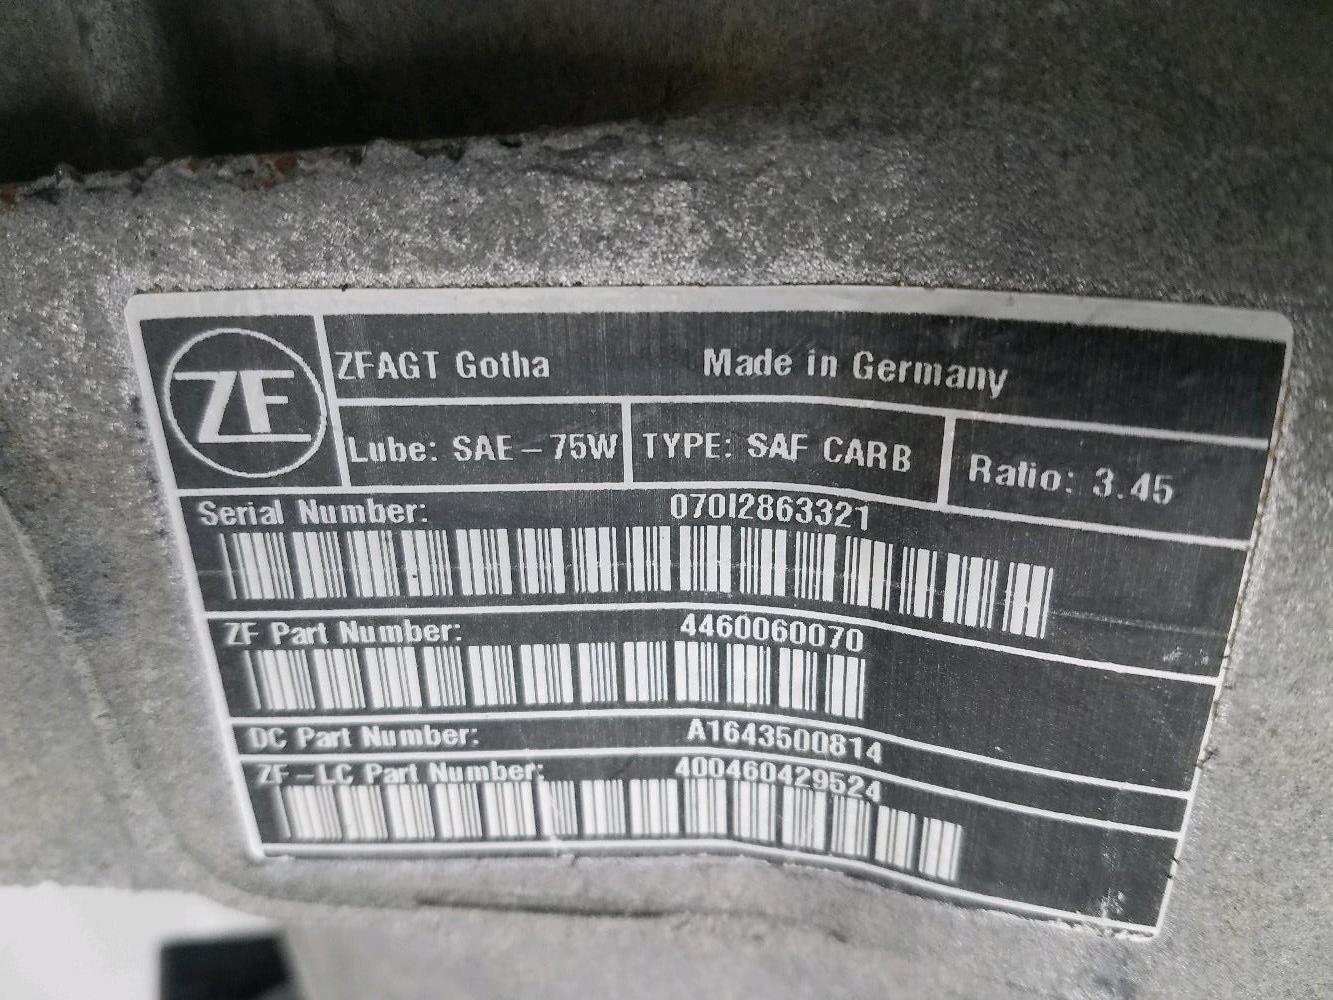 ZF
ZFAGT Gotha Made in Germany
Lube: SAE-75W TYPE: SAF CARB Ratio: 3.45
Serial Number: 070I2863321
ZF Part Number: 4460060070
DC Part Number: A1643500814
ZF-LC Part Number: 400460429524